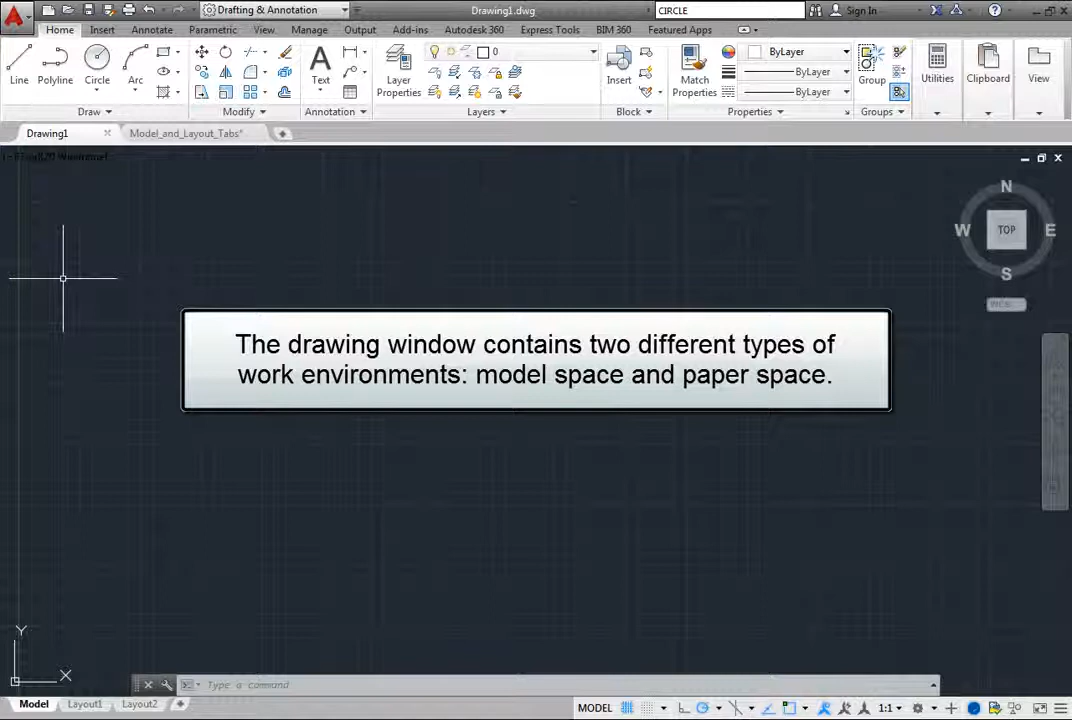 Drafting & Annotation
Drawing1.dwg
CIRCLE
Sign In
Home Insert Annotate Parametric View Manage Output Add-ins Autodesk 360 Express Tools BIM 360 Featured Apps
0
ByLayer
ByLayer
ByLayer
Line Polyline Circle Arc Text Layer Properties Insert Match Properties Group Utilities Clipboard View
Draw Modify Annotation Layers Block Properties Groups
Drawing1 Model_and_Layout_Tabs*
N
W TOP E
S
The drawing window contains two different types of
work environments: model space and paper space.
Y
X
Type a command
Model Layout1 Layout2
MODEL 1:1